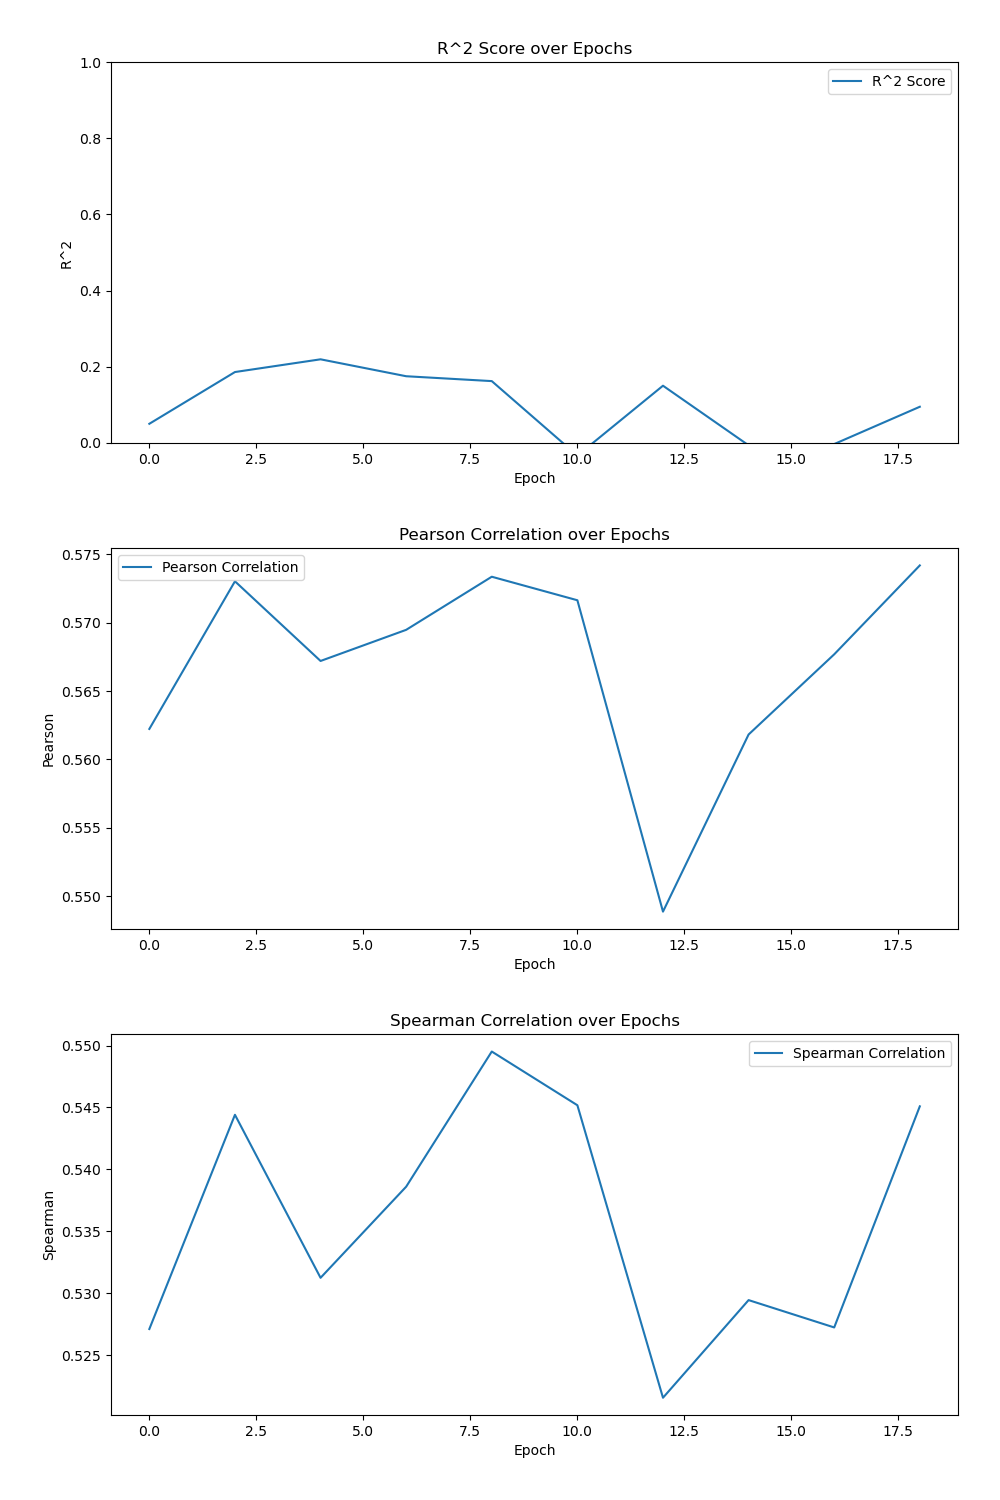 R^2 Score over Epochs
1.0
R^2 Score
0.8
0.6
R^2
0.4
0.2
0.0
0.0 2.5 5.0 7.5 10.0 12.5 15.0 17.5
Epoch
Pearson Correlation over Epochs
0.575
Pearson Correlation
0.570
0.565
Pearson
0.560
0.555
0.550
0.0 2.5 5.0 7.5 10.0 12.5 15.0 17.5
Epoch
Spearman Correlation over Epochs
0.550
Spearman Correlation
0.545
0.540
0.535
Spearman
0.530
0.525
0.0 2.5 5.0 7.5 10.0 12.5 15.0 17.5
Epoch